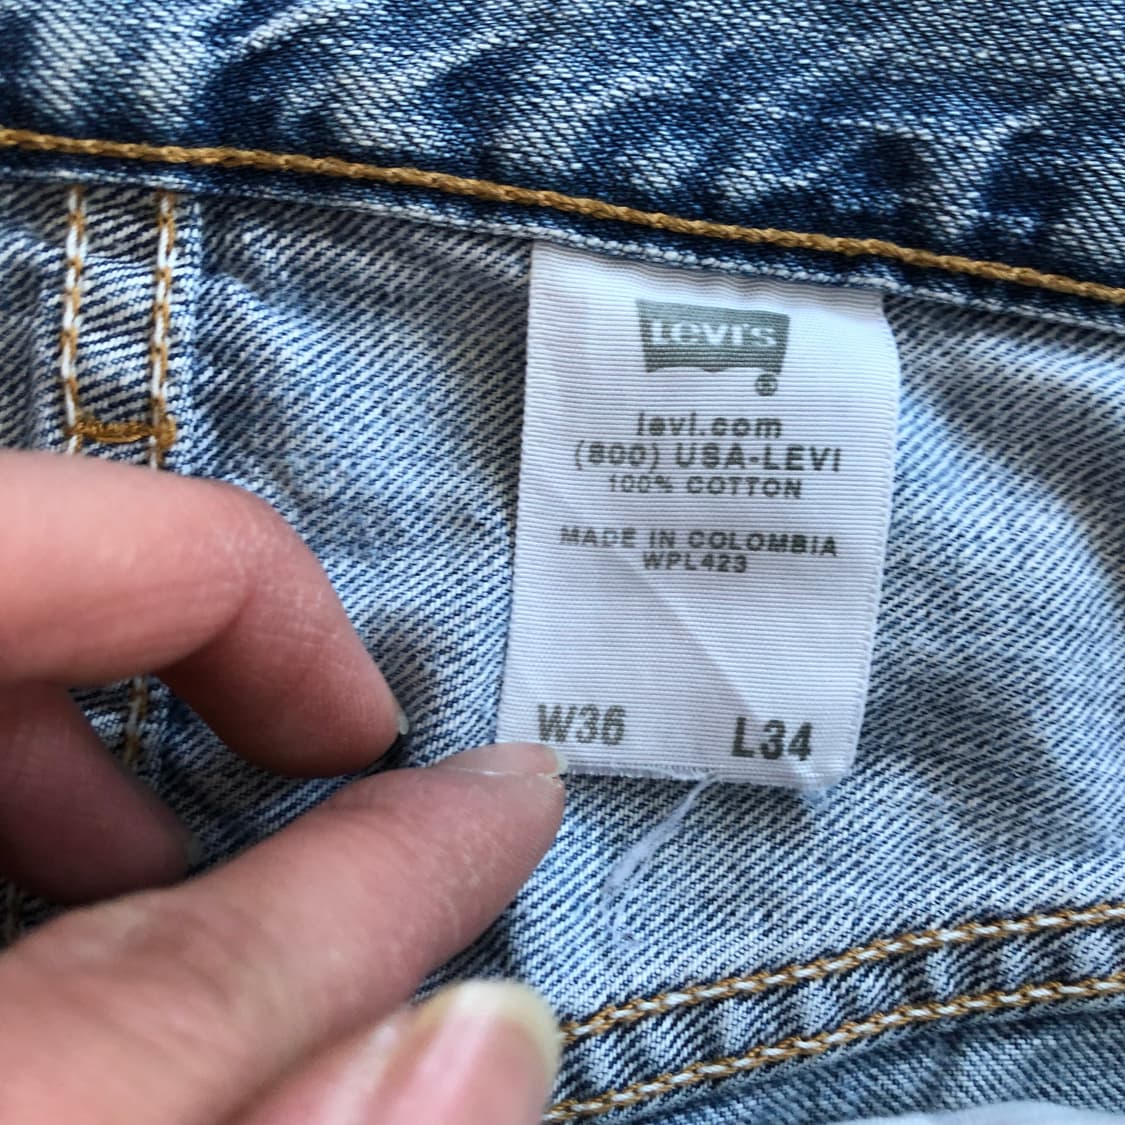 Levi's
®
levi.com
(800) USA-LEVI
100% COTTON
MADE IN COLOMBIA
WPL423
W36 L34